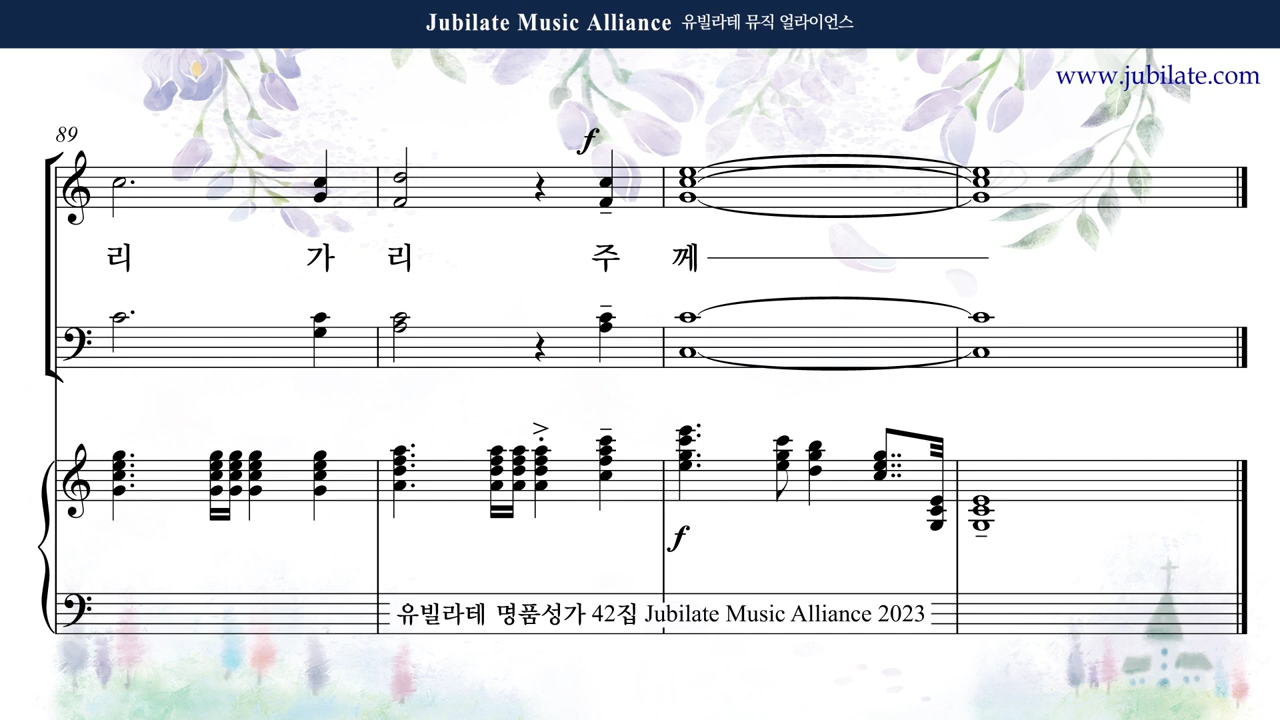 Jubilate Music Alliance 유빌라테 뮤직 얼라이언스
www.jubilate.com
89
f
리 가 리 주 께
f
유빌라테 명품성가 42집 Jubilate Music Alliance 2023